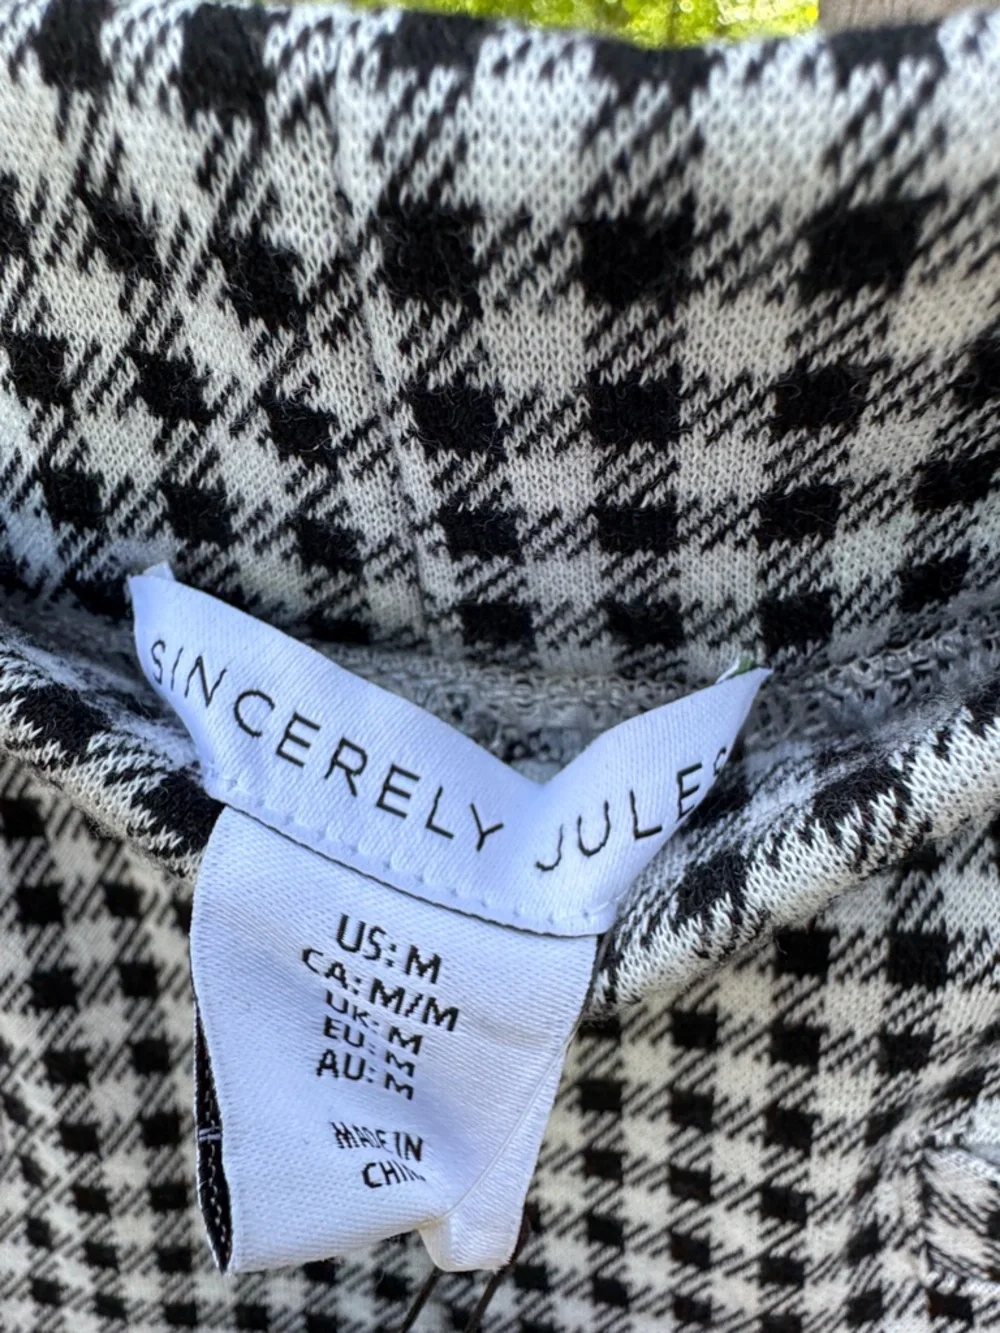 SINCERELY JULES
US: M
CA: M/M
UK: M
EU: M
AU: M
MADE IN
CHINA